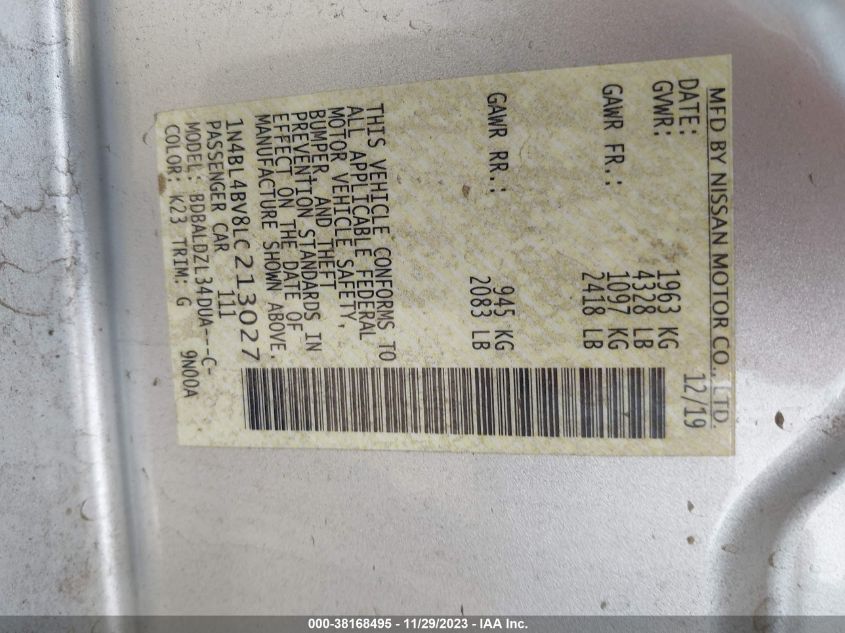 MFD BY NISSAN MOTOR CO., LTD.
DATE: 12/19
GVWR: 1963 KG
4328 LB
GAWR FR.: 1097 KG
2418 LB
GAWR RR.: 945 KG
2083 LB
THIS VEHICLE CONFORMS TO
ALL APPLICABLE FEDERAL
MOTOR VEHICLE SAFETY,
BUMPER, AND THEFT
PREVENTION STANDARDS IN
EFFECT ON THE DATE OF
MANUFACTURE SHOWN ABOVE.
1N4BL4BV8LC213027
PASSENGER CAR 111
MODEL: BDBALDZL34DUA---C-
COLOR: K23 TRIM: G 9N00A
000-38168495 - 11/29/2023 - IAA Inc.